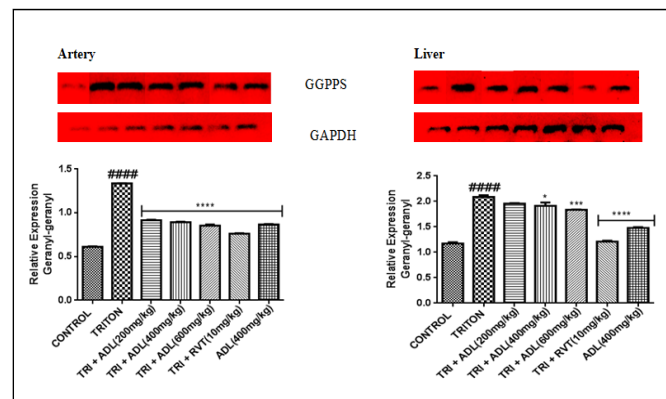 Artery
Liver
GGPPS
GAPDH
Relative Expression
Geranyl-geranyl
1.5
1.0
0.5
0.0
####
****
CONTROL
TRITON
TRI + ADL(200mg/kg)
TRI + ADL(400mg/kg)
TRI + ADL(600mg/kg)
TRI + RVT(10mg/kg)
ADL(400mg/kg)
Relative Expression
Geranyl-geranyl
2.5
2.0
1.5
1.0
0.5
0.0
####
*
***
****
CONTROL
TRITON
TRI + ADL(200mg/kg)
TRI + ADL(400mg/kg)
TRI + ADL(600mg/kg)
TRI + RVT(10mg/kg)
ADL(400mg/kg)